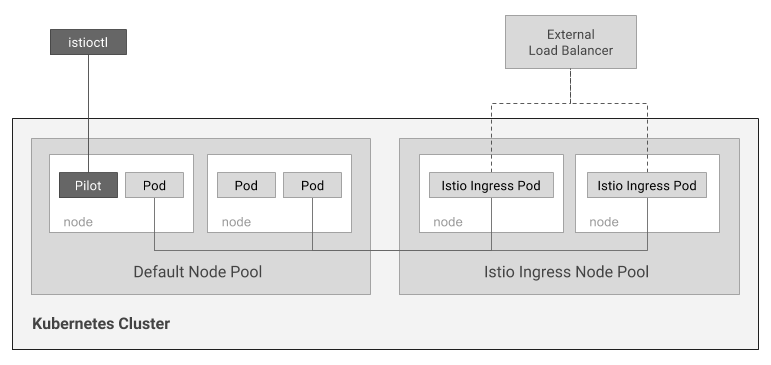 istioctl
External
Load Balancer
Pilot
Pod
Pod
Pod
Istio Ingress Pod
Istio Ingress Pod
node
node
node
node
Default Node Pool
Istio Ingress Node Pool
Kubernetes Cluster